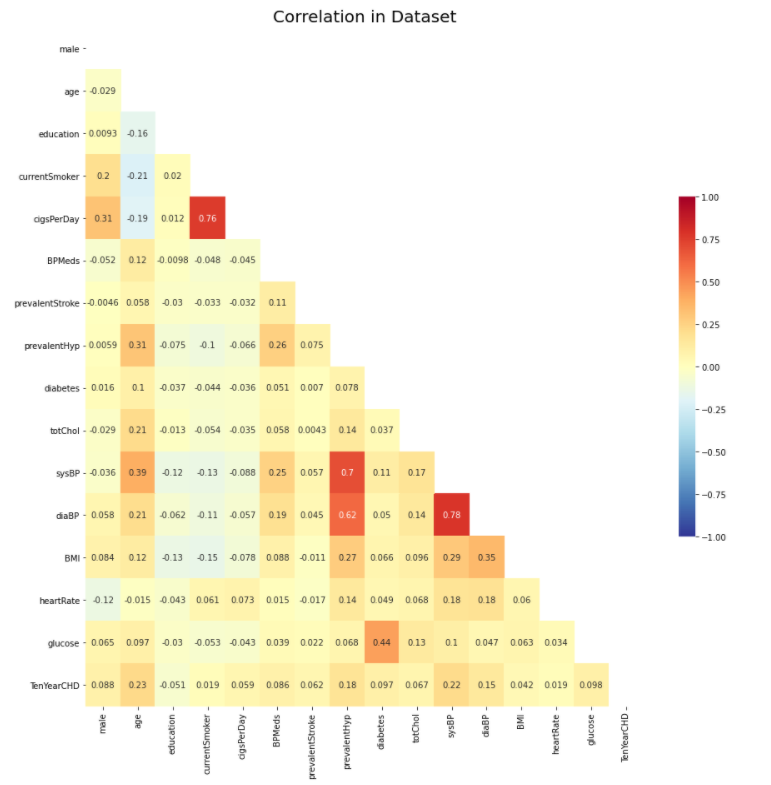 Correlation in Dataset
male
age -0.029
education 0.0093 -0.16
currentSmoker 0.2 -0.21 0.02
cigsPerDay 0.31 -0.19 0.012 0.76
BPMeds -0.052 0.12 -0.0098 -0.048 -0.045
prevalentStroke -0.0046 0.058 -0.03 -0.033 -0.032 0.11
prevalentHyp 0.0059 0.31 -0.075 -0.1 -0.066 0.26 0.075
diabetes 0.016 0.1 -0.037 -0.044 -0.036 0.051 0.007 0.078
totChol -0.029 0.21 -0.013 -0.054 -0.035 0.058 0.0043 0.14 0.037
sysBP -0.036 0.39 -0.12 -0.13 -0.088 0.25 0.057 0.7 0.11 0.17
diaBP 0.058 0.21 -0.062 -0.11 -0.057 0.19 0.045 0.62 0.05 0.14 0.78
BMI 0.084 0.12 -0.13 -0.15 -0.078 0.088 -0.011 0.27 0.066 0.096 0.29 0.35
heartRate -0.12 -0.015 -0.043 0.061 0.073 0.015 -0.017 0.14 0.049 0.068 0.18 0.18 0.06
glucose 0.065 0.097 -0.03 -0.053 -0.043 0.039 0.022 0.068 0.44 0.13 0.1 0.047 0.063 0.034
TenYearCHD 0.088 0.23 -0.051 0.019 0.059 0.086 0.062 0.18 0.097 0.067 0.22 0.15 0.042 0.019 0.098
male age education currentSmoker cigsPerDay BPMeds prevalentStroke prevalentHyp diabetes totChol sysBP diaBP BMI heartRate glucose TenYearCHD
1.00
0.75
0.50
0.25
0.00
−0.25
−0.50
−0.75
−1.00